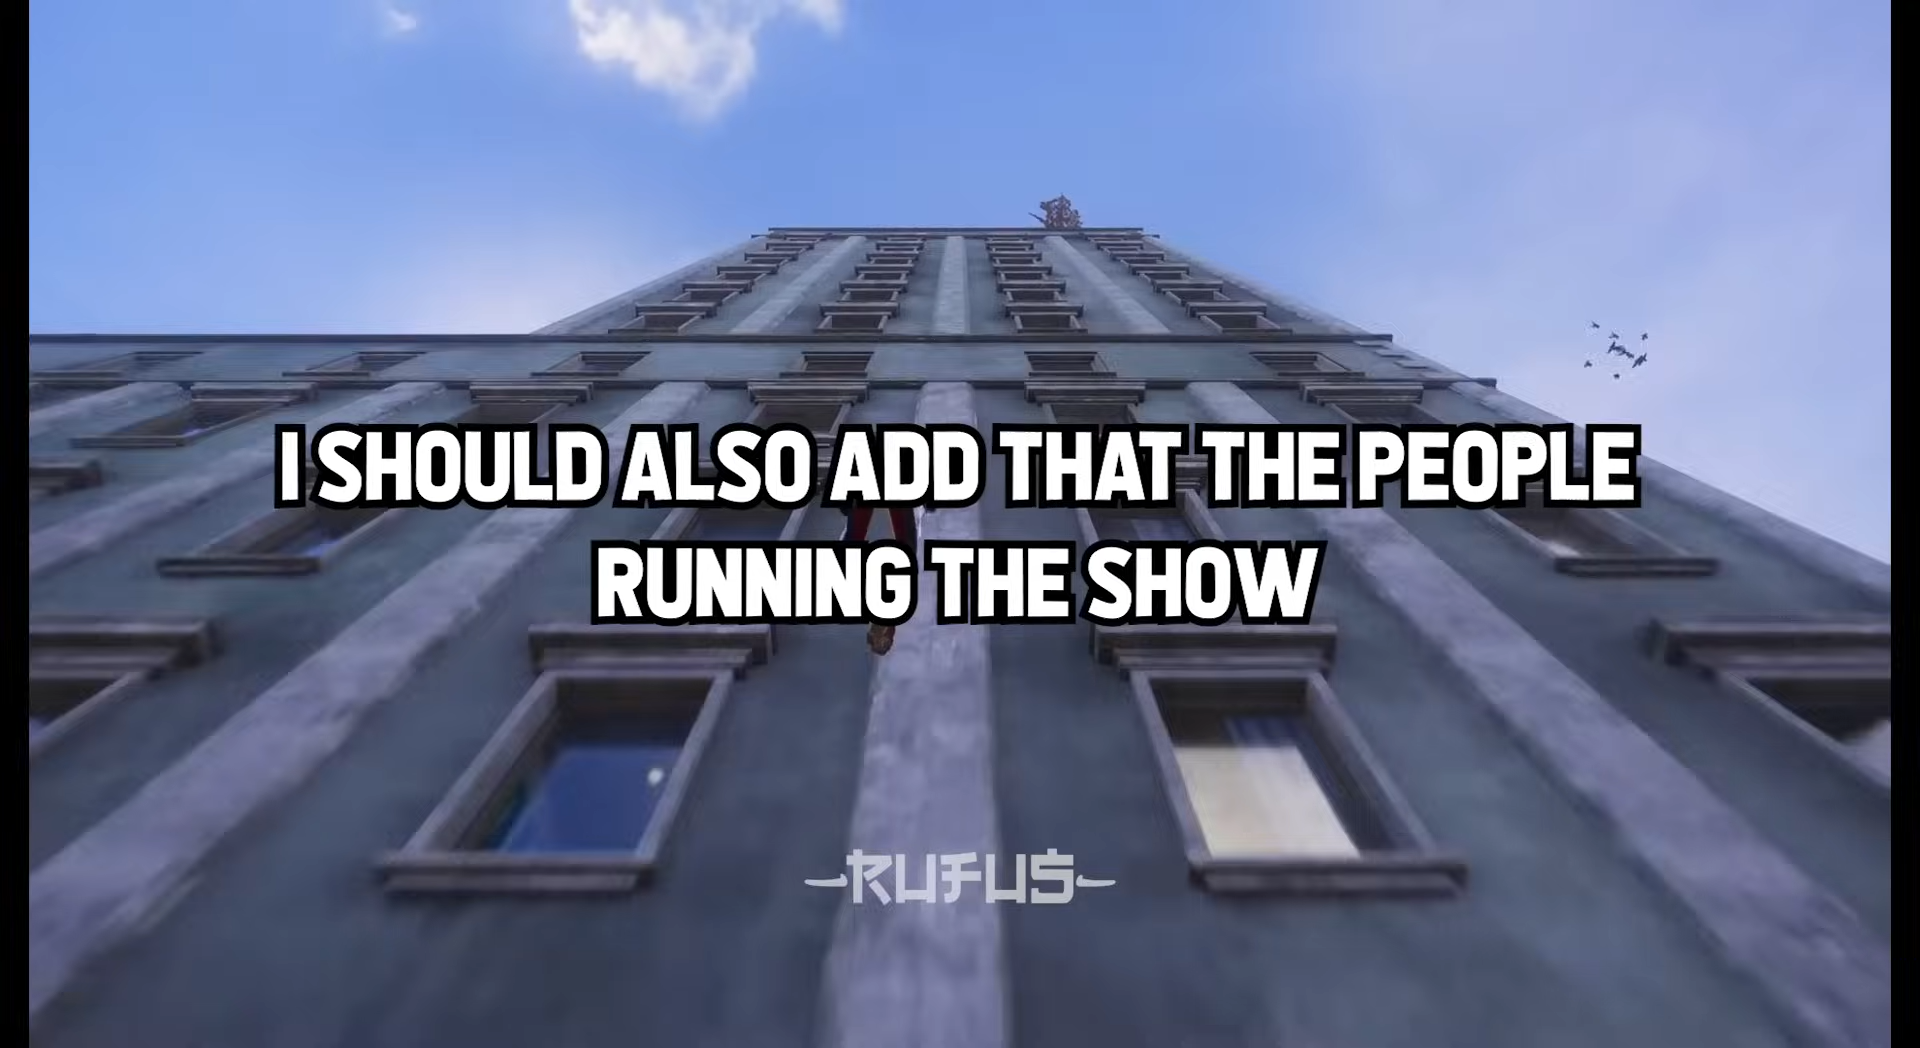 I SHOULD ALSO ADD THAT THE PEOPLE
RUNNING THE SHOW
-RUFUS-